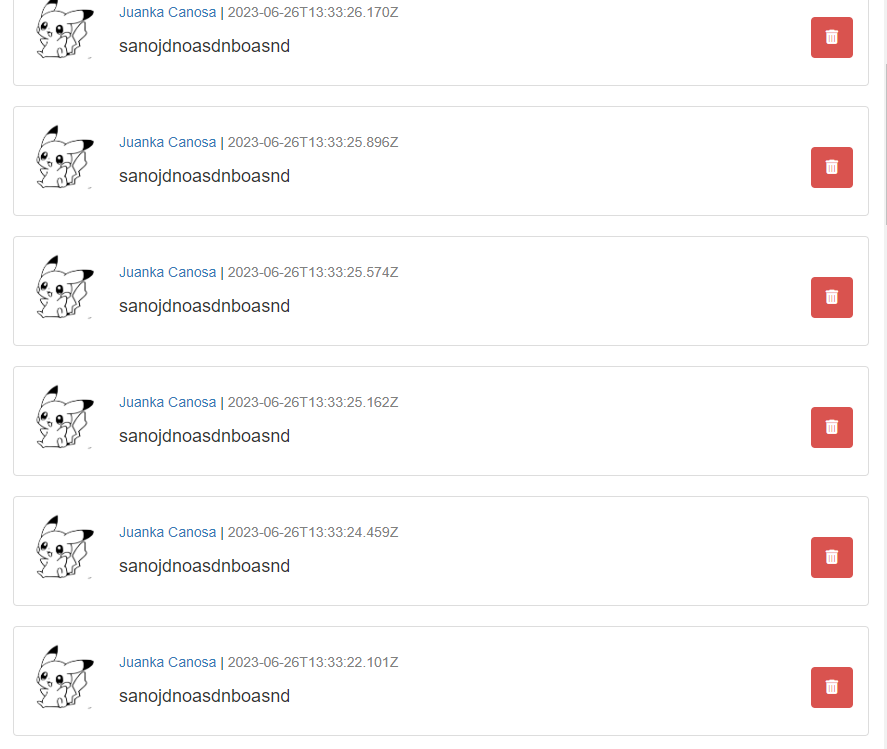 Juanka Canosa | 2023-06-26T13:33:26.170Z
sanojdnoasdnboasnd
Juanka Canosa | 2023-06-26T13:33:25.896Z
sanojdnoasdnboasnd
Juanka Canosa | 2023-06-26T13:33:25.574Z
sanojdnoasdnboasnd
Juanka Canosa | 2023-06-26T13:33:25.162Z
sanojdnoasdnboasnd
Juanka Canosa | 2023-06-26T13:33:24.459Z
sanojdnoasdnboasnd
Juanka Canosa | 2023-06-26T13:33:22.101Z
sanojdnoasdnboasnd